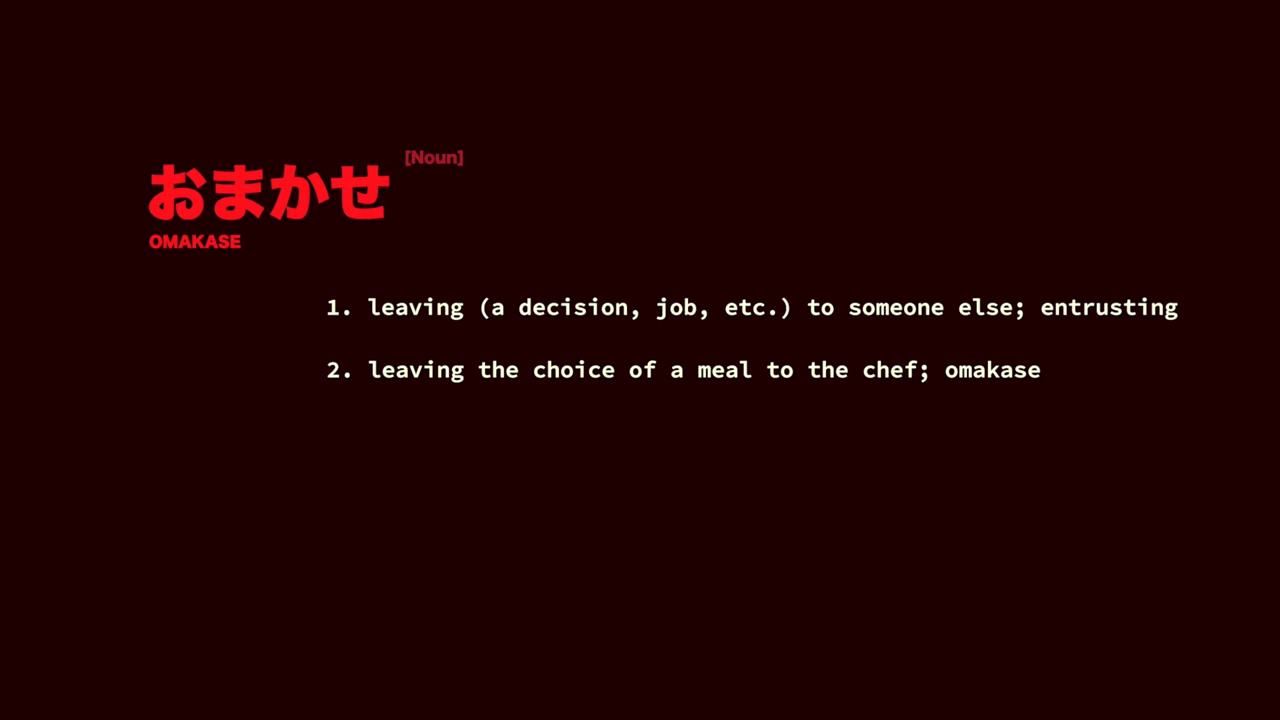 おまかせ [Noun]
OMAKASE
1. leaving (a decision, job, etc.) to someone else; entrusting
2. leaving the choice of a meal to the chef; omakase